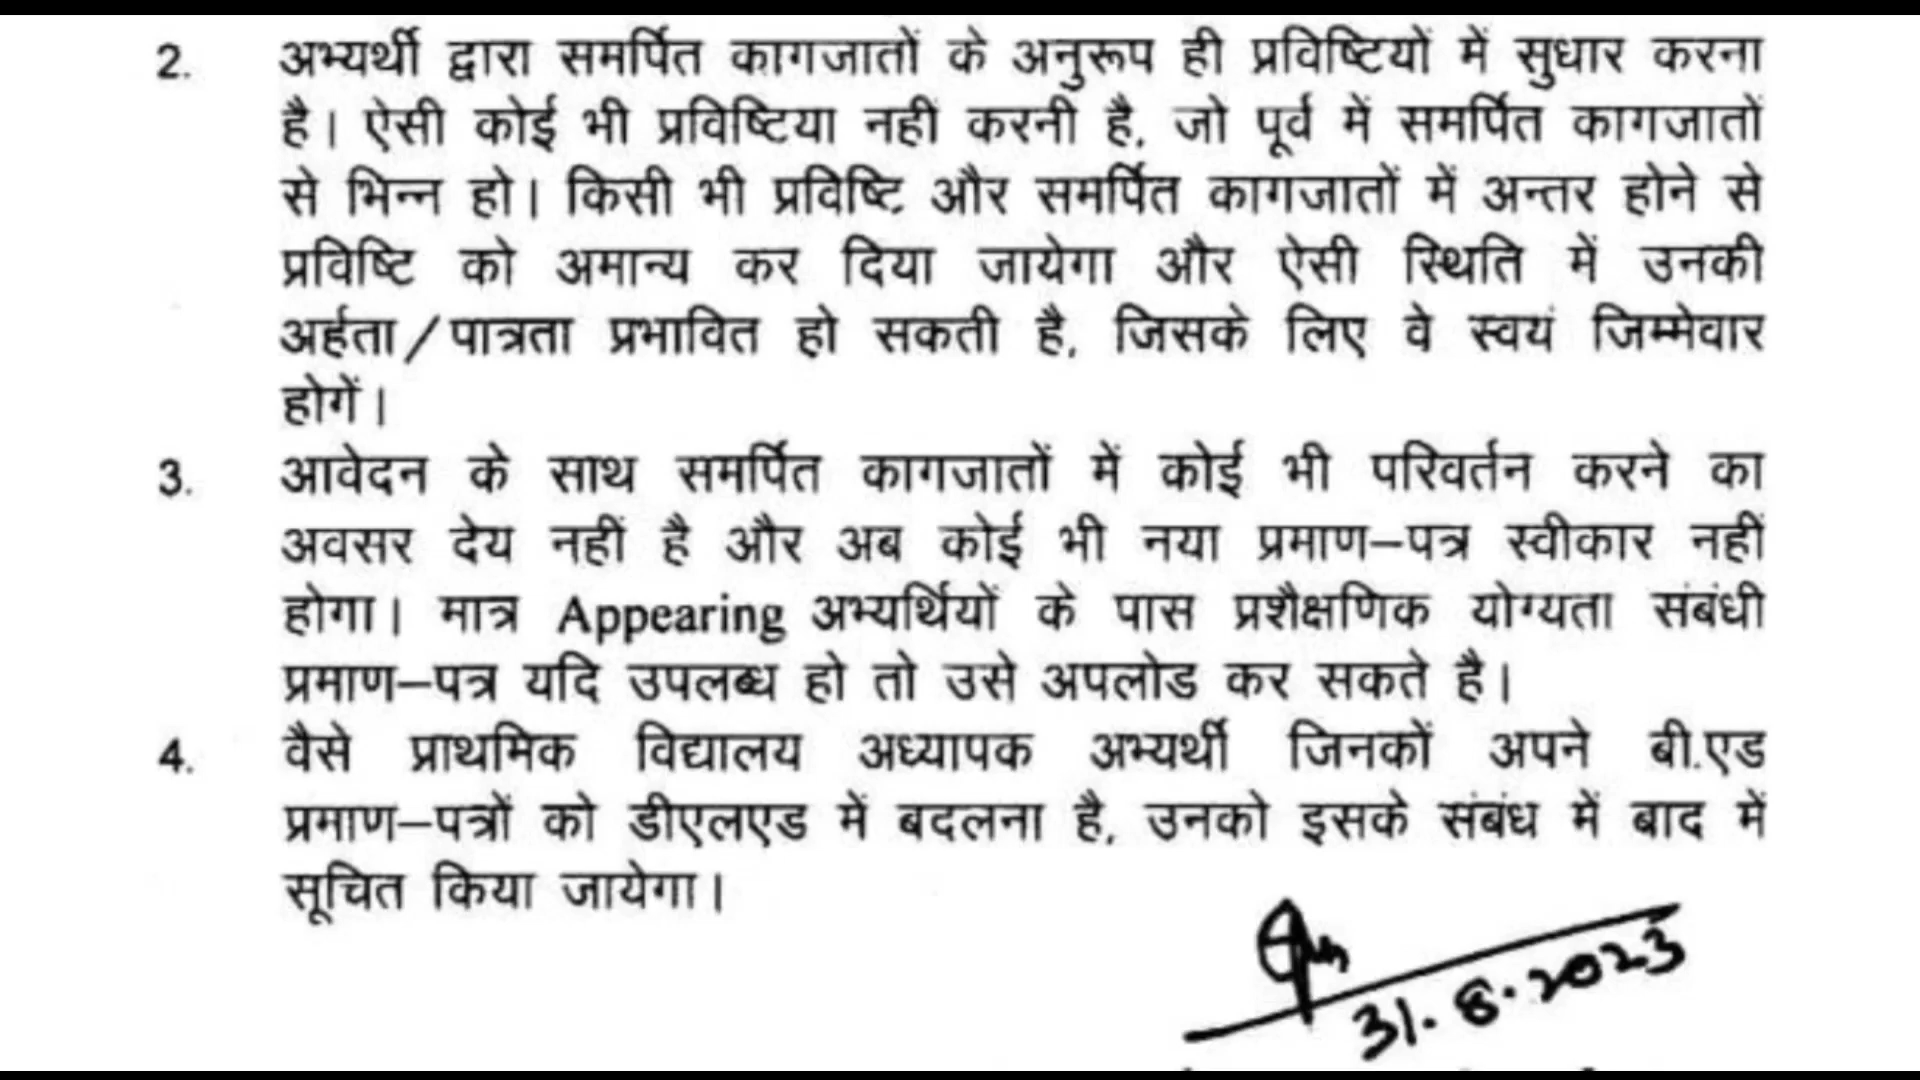 2. अभ्यर्थी द्वारा समर्पित कागजातों के अनुरूप ही प्रविष्टियों में सुधार करना
है। ऐसी कोई भी प्रविष्टिया नही करनी है, जो पूर्व में समर्पित कागजातों
से भिन्न हो। किसी भी प्रविष्टि और समर्पित कागजातों में अन्तर होने से
प्रविष्टि को अमान्य कर दिया जायेगा और ऐसी स्थिति में उनकी
अर्हता/पात्रता प्रभावित हो सकती है, जिसके लिए वे स्वयं जिम्मेवार
होगें।
3. आवेदन के साथ समर्पित कागजातों में कोई भी परिवर्तन करने का
अवसर देय नहीं है और अब कोई भी नया प्रमाण–पत्र स्वीकार नहीं
होगा। मात्र Appearing अभ्यर्थियों के पास प्रशैक्षणिक योग्यता संबंधी
प्रमाण–पत्र यदि उपलब्ध हो तो उसे अपलोड कर सकते है।
4. वैसे प्राथमिक विद्यालय अध्यापक अभ्यर्थी जिनकों अपने बी.एड
प्रमाण–पत्रों को डीएलएड में बदलना है, उनको इसके संबंध में बाद में
सूचित किया जायेगा।
31.8.2023